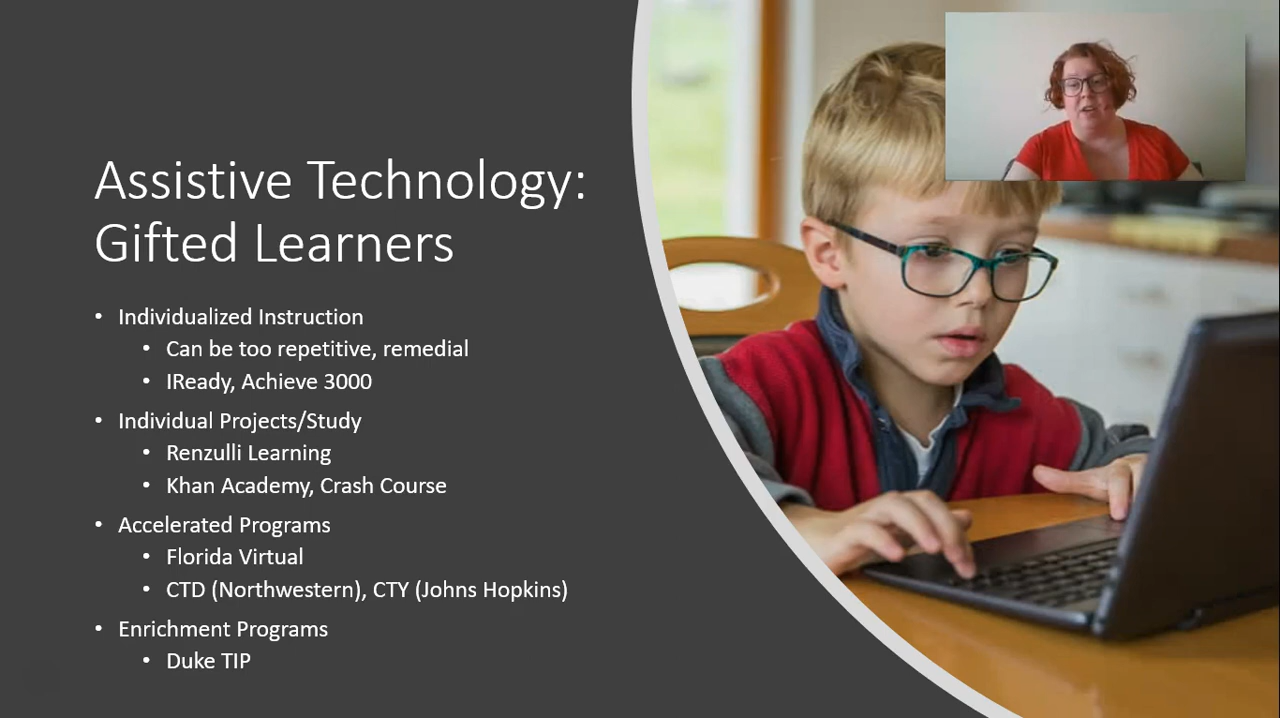 Assistive Technology:
Gifted Learners
• Individualized Instruction
• Can be too repetitive, remedial
• IReady, Achieve 3000
• Individual Projects/Study
• Renzulli Learning
• Khan Academy, Crash Course
• Accelerated Programs
• Florida Virtual
• CTD (Northwestern), CTY (Johns Hopkins)
• Enrichment Programs
• Duke TIP